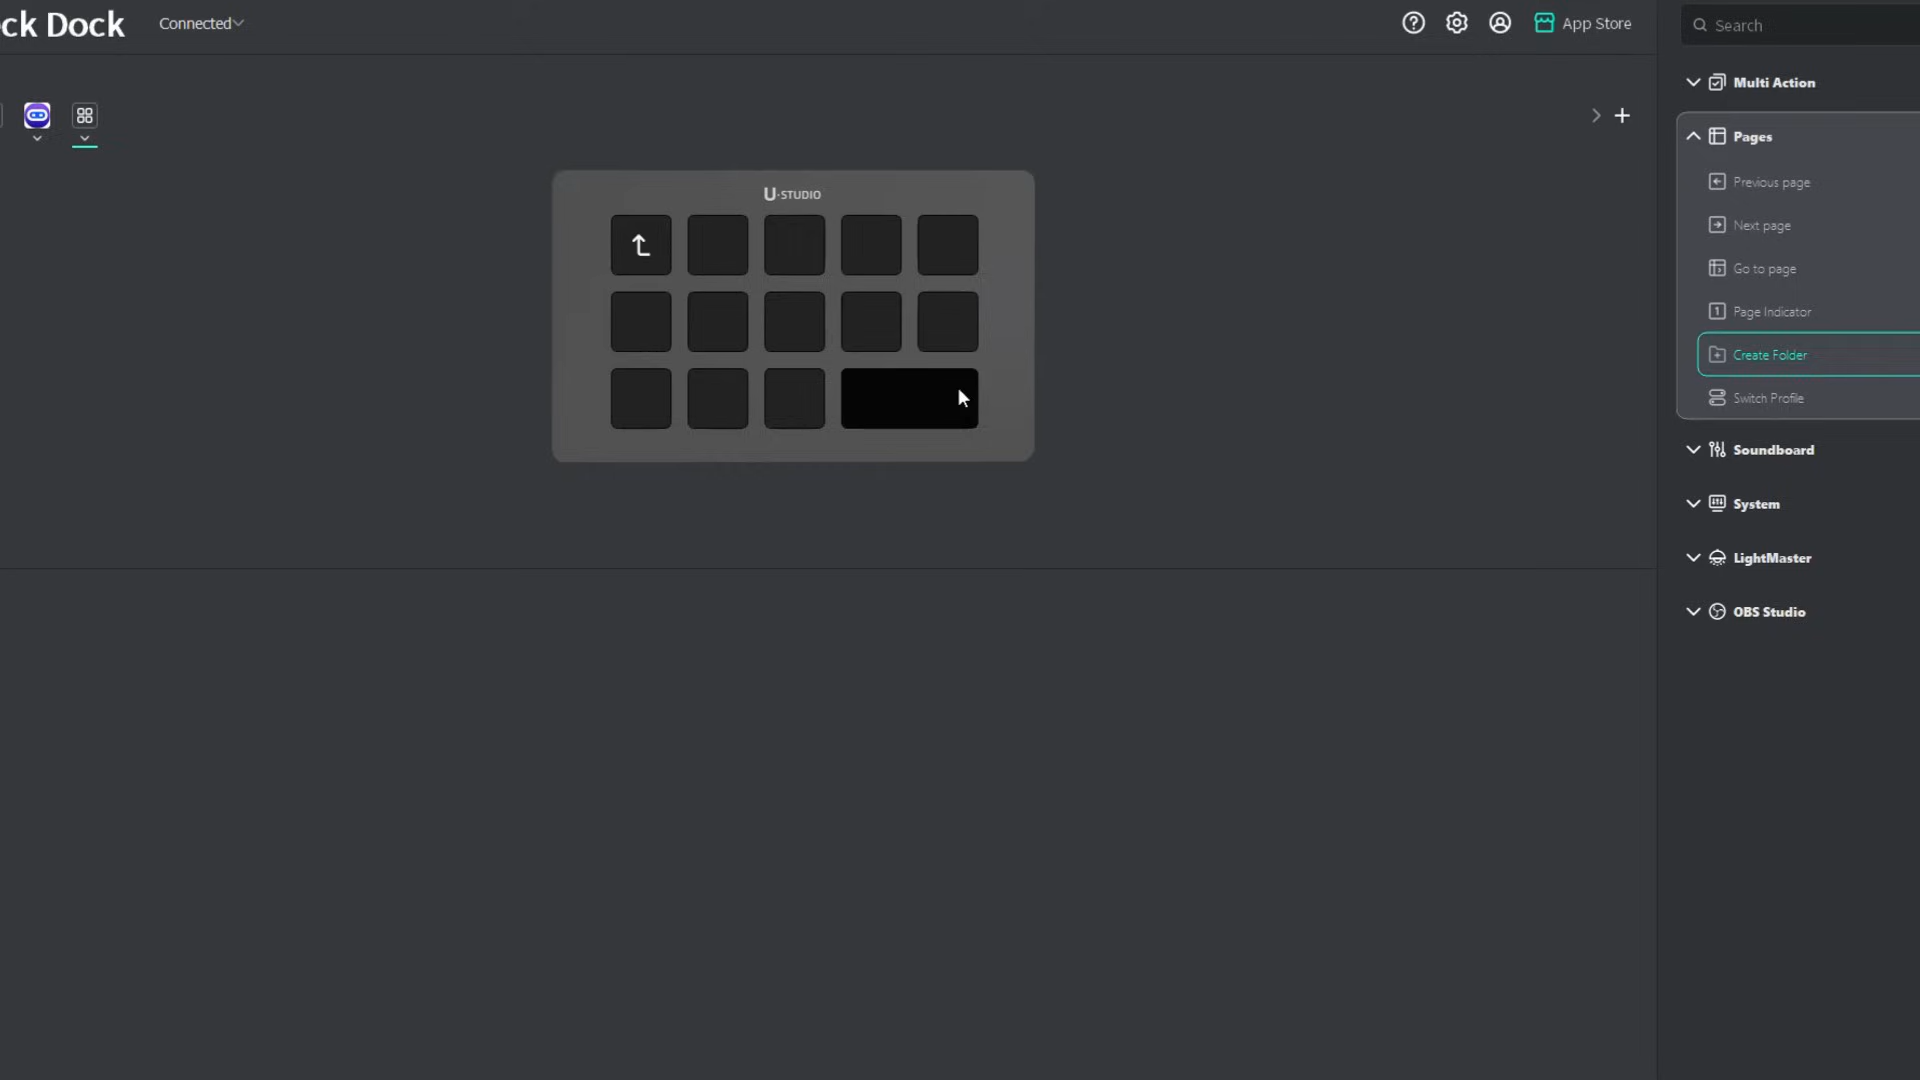 ck Dock
Connected
App Store
Search
Multi Action
Pages
Previous page
Next page
Go to page
1 Page Indicator
Create Folder
Switch Profile
Soundboard
System
LightMaster
OBS Studio
U-STUDIO